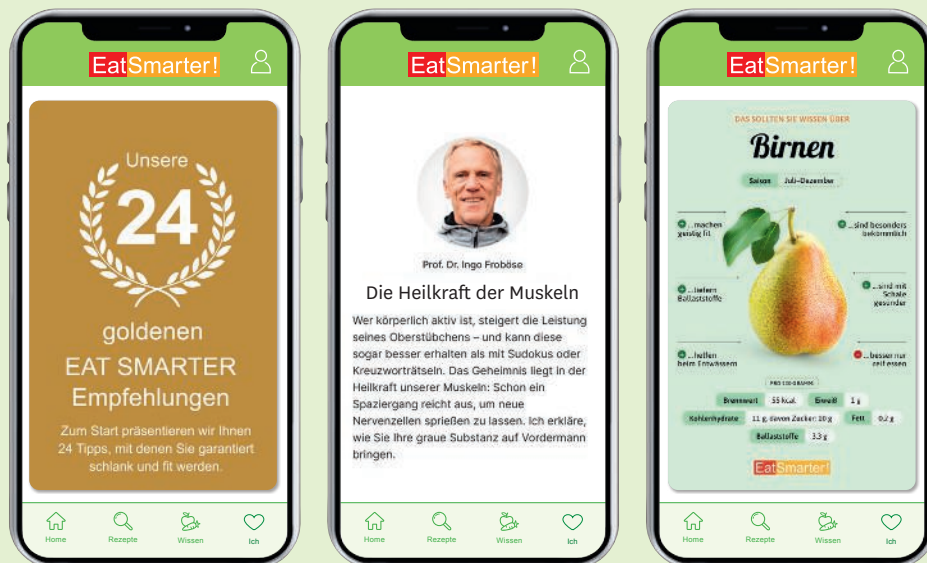 EatSmarter!
Unsere
24
goldenen
EAT SMARTER
Empfehlungen
Zum Start präsentieren wir Ihnen
24 Tipps, mit denen Sie garantiert
schlank und fit werden.
Home Rezepte Wissen Ich
EatSmarter!
Prof. Dr. Ingo Froböse
Die Heilkraft der Muskeln
Wer körperlich aktiv ist, steigert die Leistung
seines Oberstübchens – und kann diese
sogar besser erhalten als mit Sudokus oder
Kreuzworträtseln. Das Geheimnis liegt in der
Heilkraft unserer Muskeln: Schon ein
Spaziergang reicht aus, um neue
Nervenzellen sprießen zu lassen. Ich erkläre,
wie Sie Ihre graue Substanz auf Vordermann
bringen.
Home Rezepte Wissen Ich
EatSmarter!
DAS SOLLTEN SIE WISSEN ÜBER
Birnen
Saison Juli–Dezember
...machen
geistig fit
...sind besonders
bekömmlich
...liefern
Ballaststoffe
...sind mit
Schale
gesünder
...helfen
beim Entwässern
...besser nur
reif essen
PRO 100 GRAMM
Brennwert 55 kcal Eiweiß 1 g
Kohlenhydrate 11 g, davon Zucker: 10 g Fett 0,2 g
Ballaststoffe 3,3 g
EatSmarter!
Home Rezepte Wissen Ich